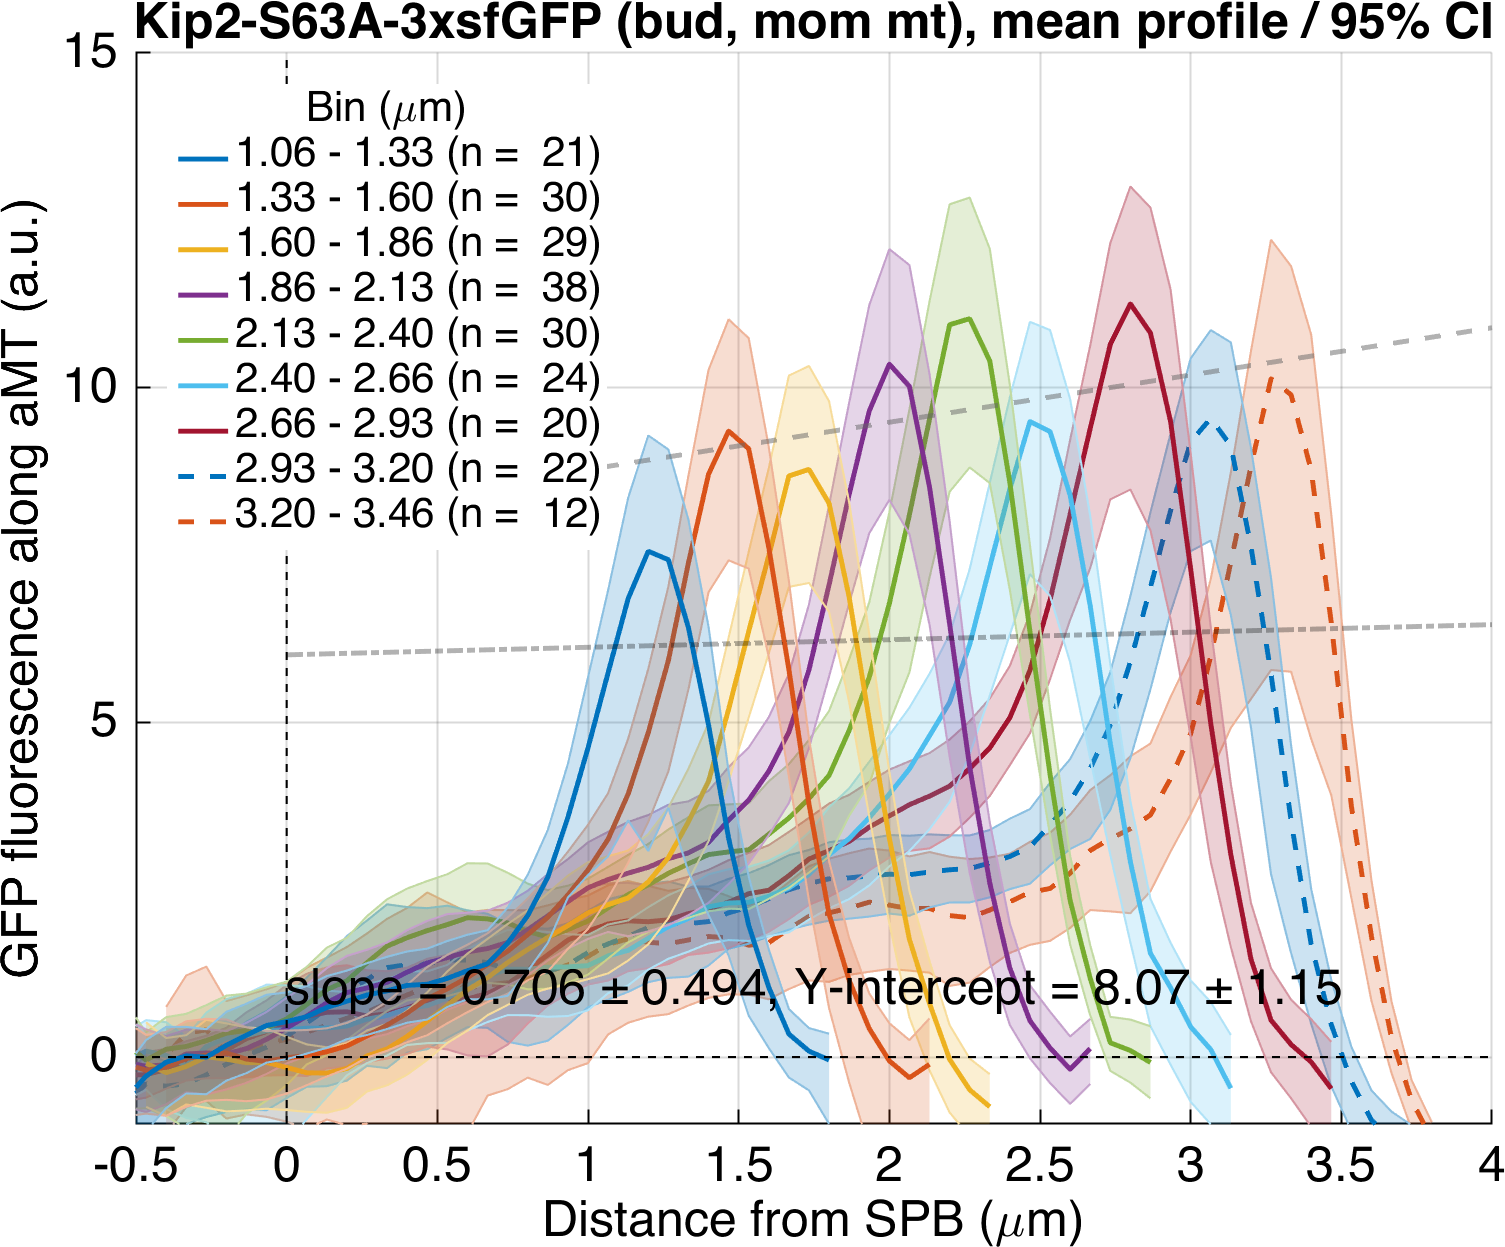 Kip2-S63A-3xsfGFP (bud, mom mt), mean profile / 95% CI
15
10
5
0
GFP fluorescence along aMT (a.u.)
Bin (μm)
1.06 - 1.33 (n = 21)
1.33 - 1.60 (n = 30)
1.60 - 1.86 (n = 29)
1.86 - 2.13 (n = 38)
2.13 - 2.40 (n = 30)
2.40 - 2.66 (n = 24)
2.66 - 2.93 (n = 20)
2.93 - 3.20 (n = 22)
3.20 - 3.46 (n = 12)
slope = 0.706 ± 0.494, Y-intercept = 8.07 ± 1.15
-0.5 0 0.5 1 1.5 2 2.5 3 3.5 4
Distance from SPB (μm)